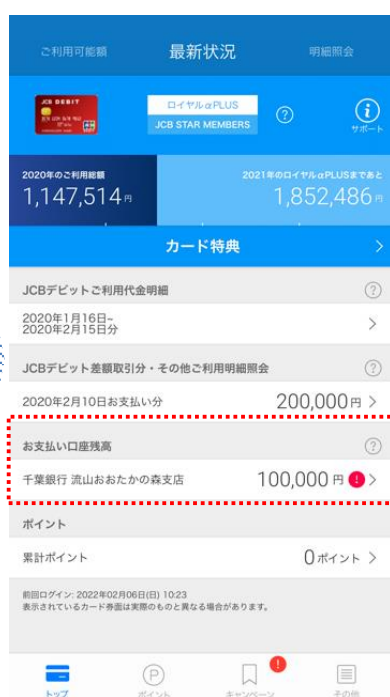 ご利用可能額
最新状況
明細照会
JCB DEBIT
ロイヤルαPLUS
JCB STAR MEMBERS
サポート
2020年のご利用総額
1,147,514円
2021年のロイヤルαPLUSまであと
1,852,486円
カード特典
JCBデビットご利用代金明細
2020年1月16日~
2020年2月15日分
JCBデビット差額取引分・その他ご利用明細照会
2020年2月10日お支払い分
200,000円
お支払い口座残高
千葉銀行 流山おおたかの森支店
100,000 円
ポイント
累計ポイント
0ポイント
前回ログイン: 2022年02月06日(日) 10:23
表示されているカード券面は実際のものと異なる場合があります。
トップ
ポイント
キャンペーン
その他